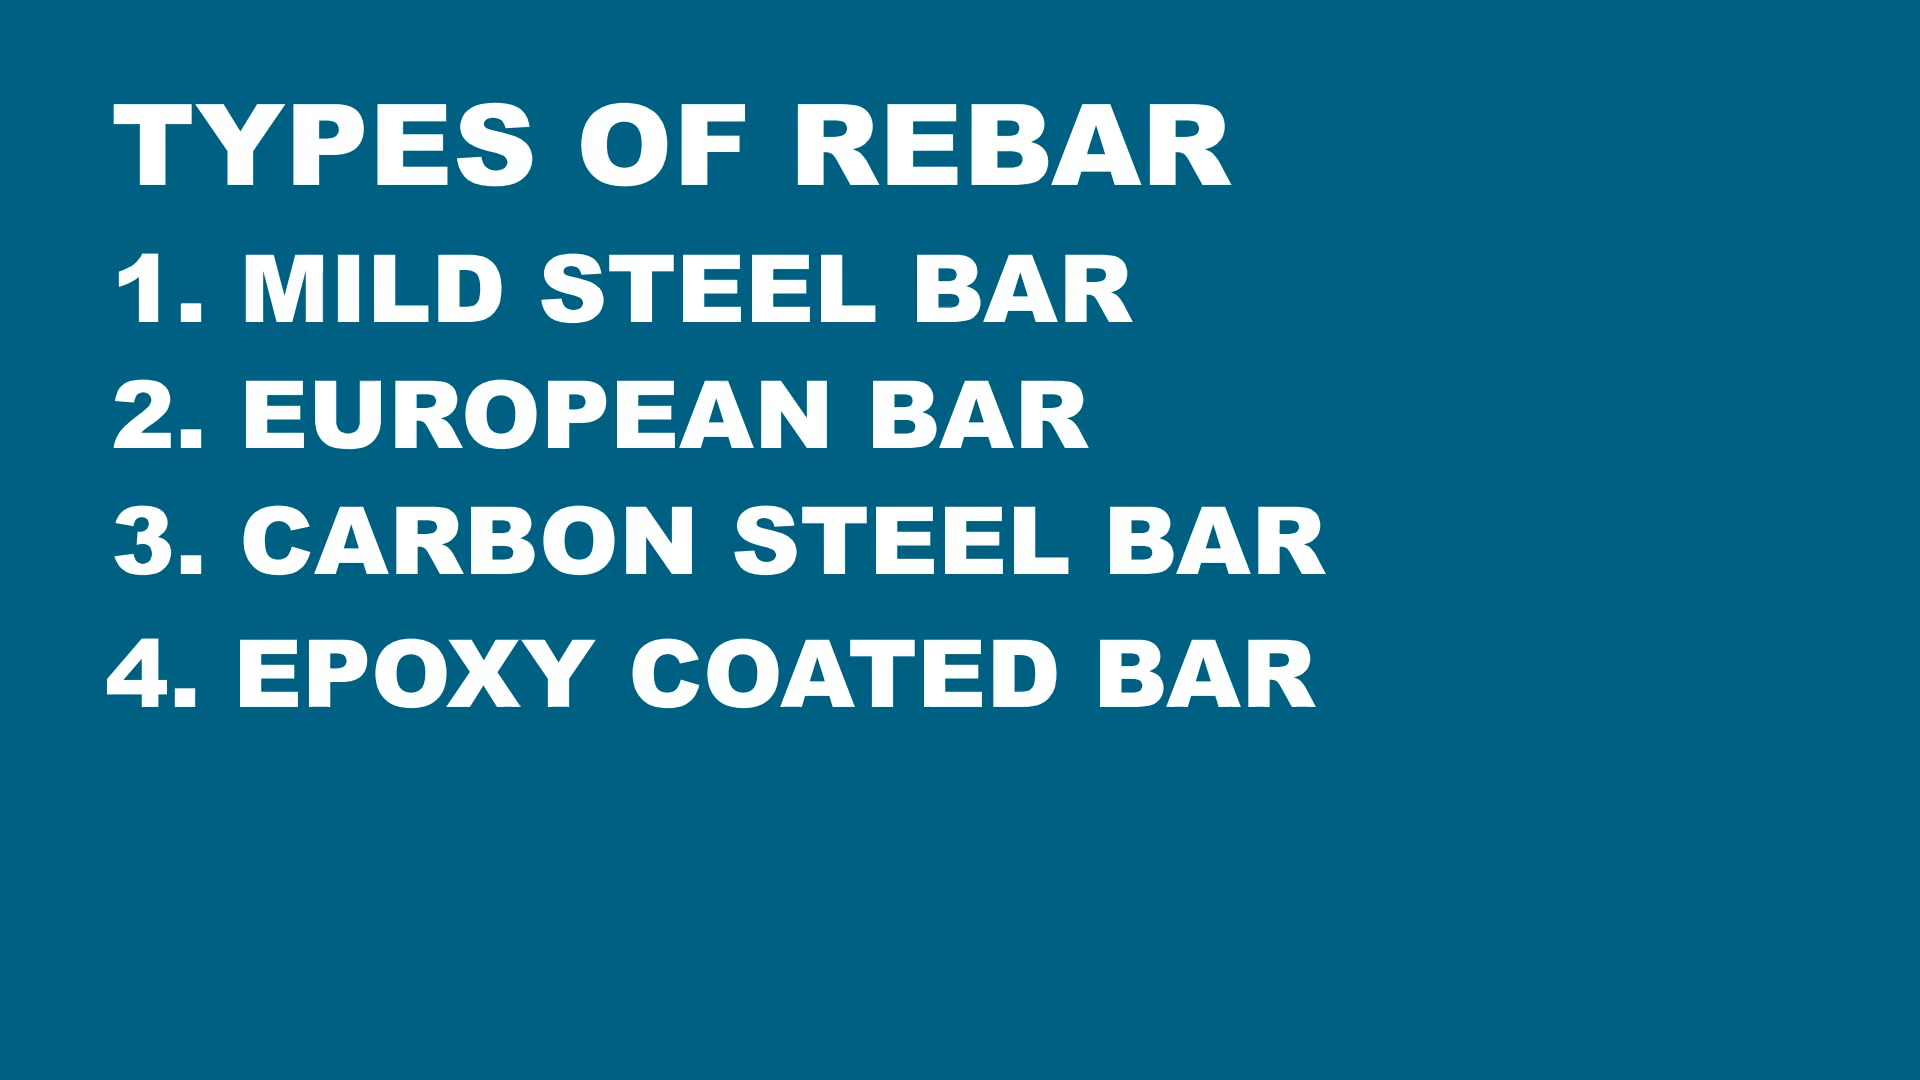 TYPES OF REBAR
1. MILD STEEL BAR
2. EUROPEAN BAR
3. CARBON STEEL BAR
4. EPOXY COATED BAR